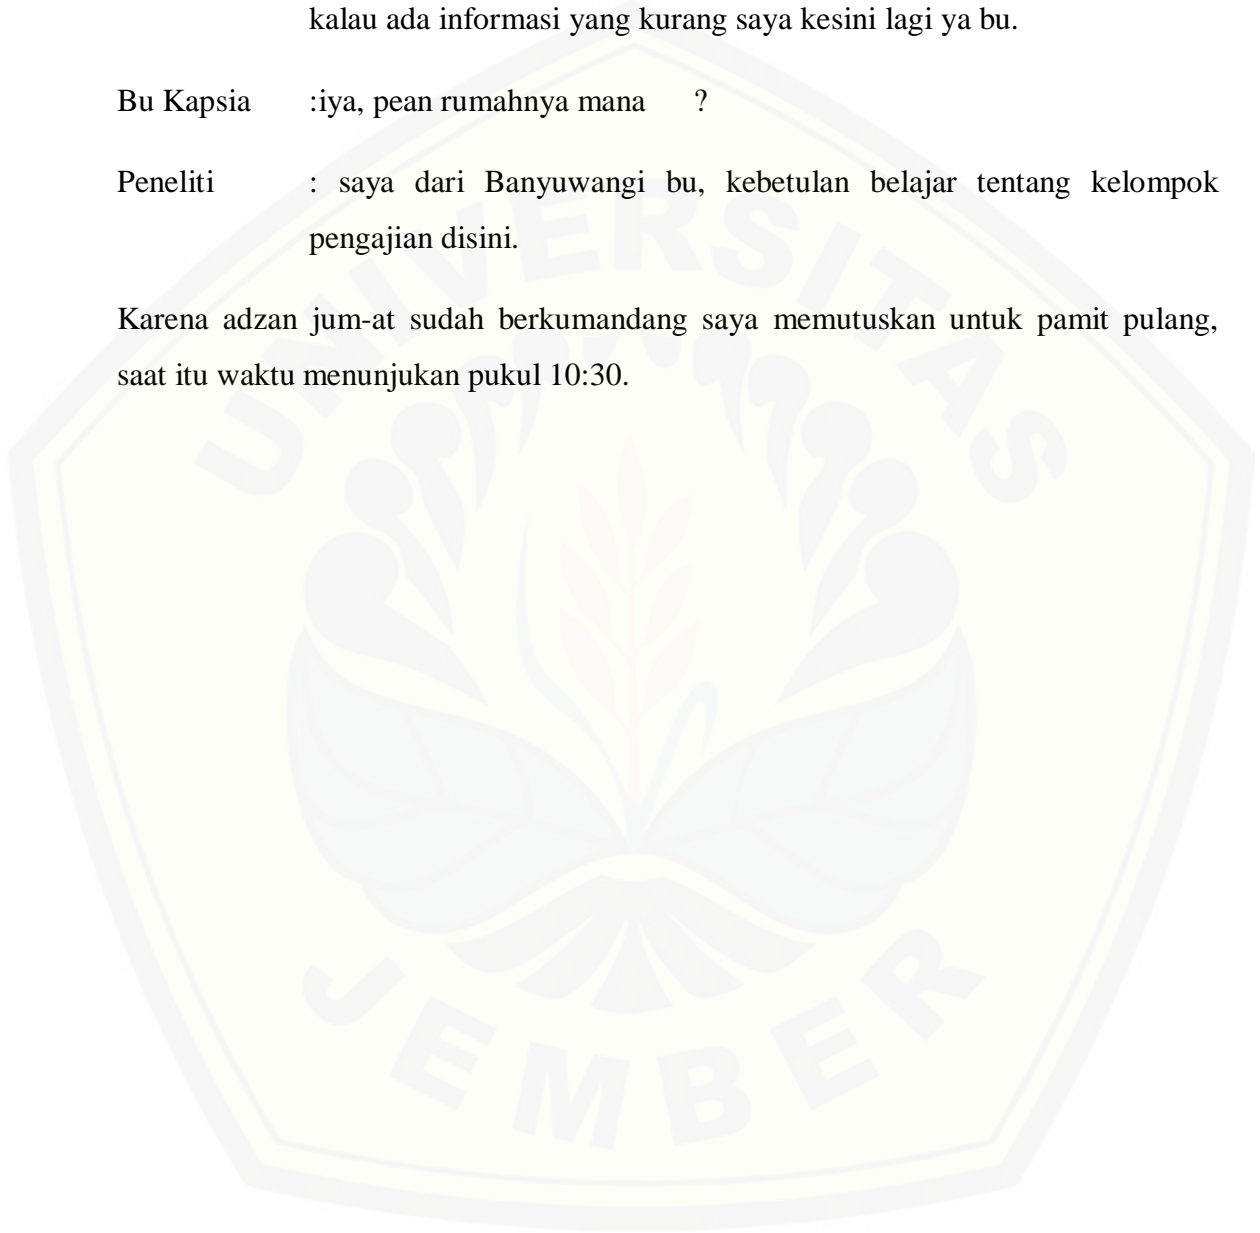 kalau ada informasi yang kurang saya kesini lagi ya bu.
Bu Kapsia :iya, pean rumahnya mana ?
Peneliti : saya dari Banyuwangi bu, kebetulan belajar tentang kelompok
pengajian disini.
Karena adzan jum-at sudah berkumandang saya memutuskan untuk pamit pulang,
saat itu waktu menunjukan pukul 10:30.
UNIVERSITAS
JEMBER